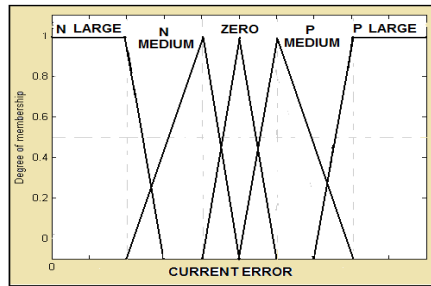 N LARGE
N
MEDIUM
ZERO
P
MEDIUM
P LARGE
1
0.8
0.6
0.4
0.2
0
Degree of membership
0
CURRENT ERROR